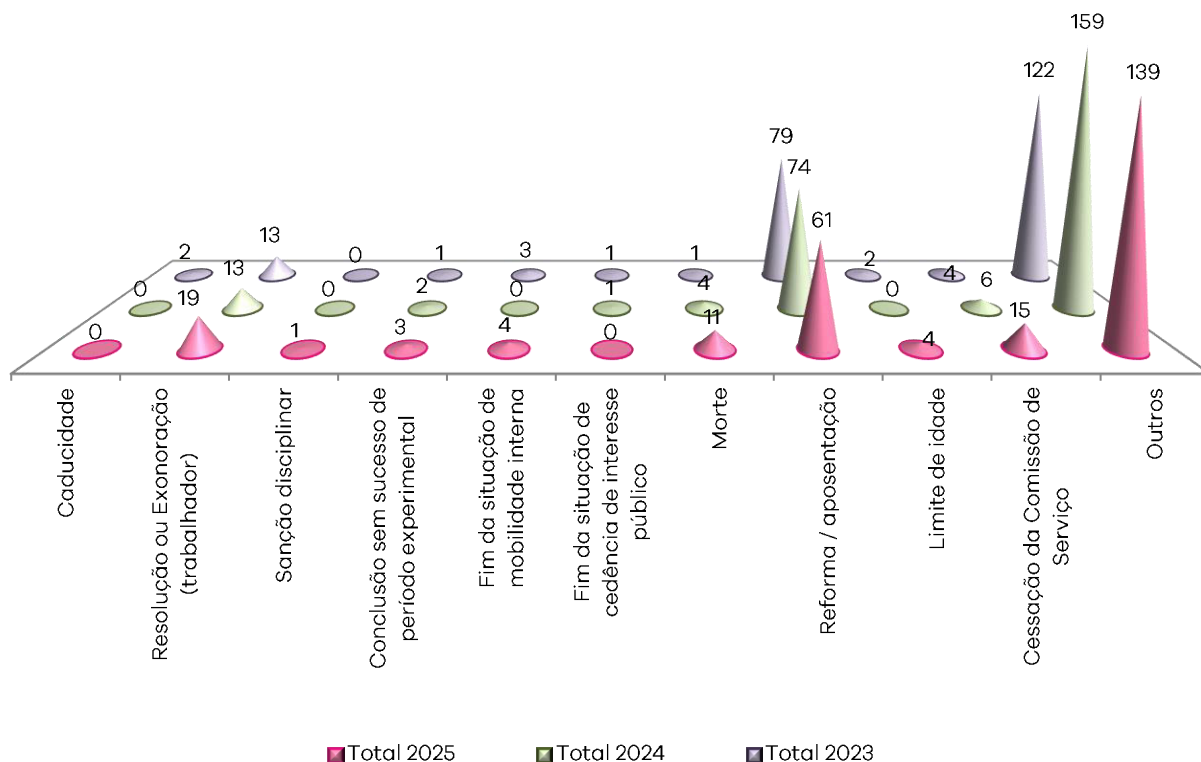 159
122
139
79
74
61
2
13
0
1
3
1
1
2
4
0
13
0
2
0
1
4
0
6
0
19
1
3
4
0
11
4
15
Caducidade
Resolução ou Exonoração
(trabalhador)
Sanção disciplinar
Conclusão sem sucesso de
período experimental
Fim da situação de
mobilidade interna
Fim da situação de
cedência de interesse
público
Morte
Reforma / aposentação
Limite de idade
Cessação da Comissão de
Serviço
Outros
Total 2025
Total 2024
Total 2023